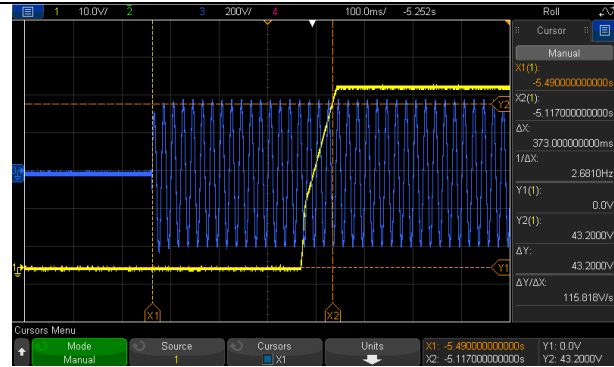 1 10.0V/ 2 3 200V/ 4 100.0ms/ -5.252s Roll
Cursor
Manual
X1(1):
-5.490000000000s
X2(1):
-5.117000000000s
ΔX:
373.000000000ms
1/ΔX:
2.6810Hz
Y1(1):
0.0V
Y2(1):
43.2000V
ΔY:
43.2000V
ΔY/ΔX:
115.818V/s
Y2
Y1
X1 X2
Cursors Menu
Mode
Manual
Source
1
Cursors
X1
Units
X1: -5.490000000000s
X2: -5.117000000000s
Y1: 0.0V
Y2: 43.2000V